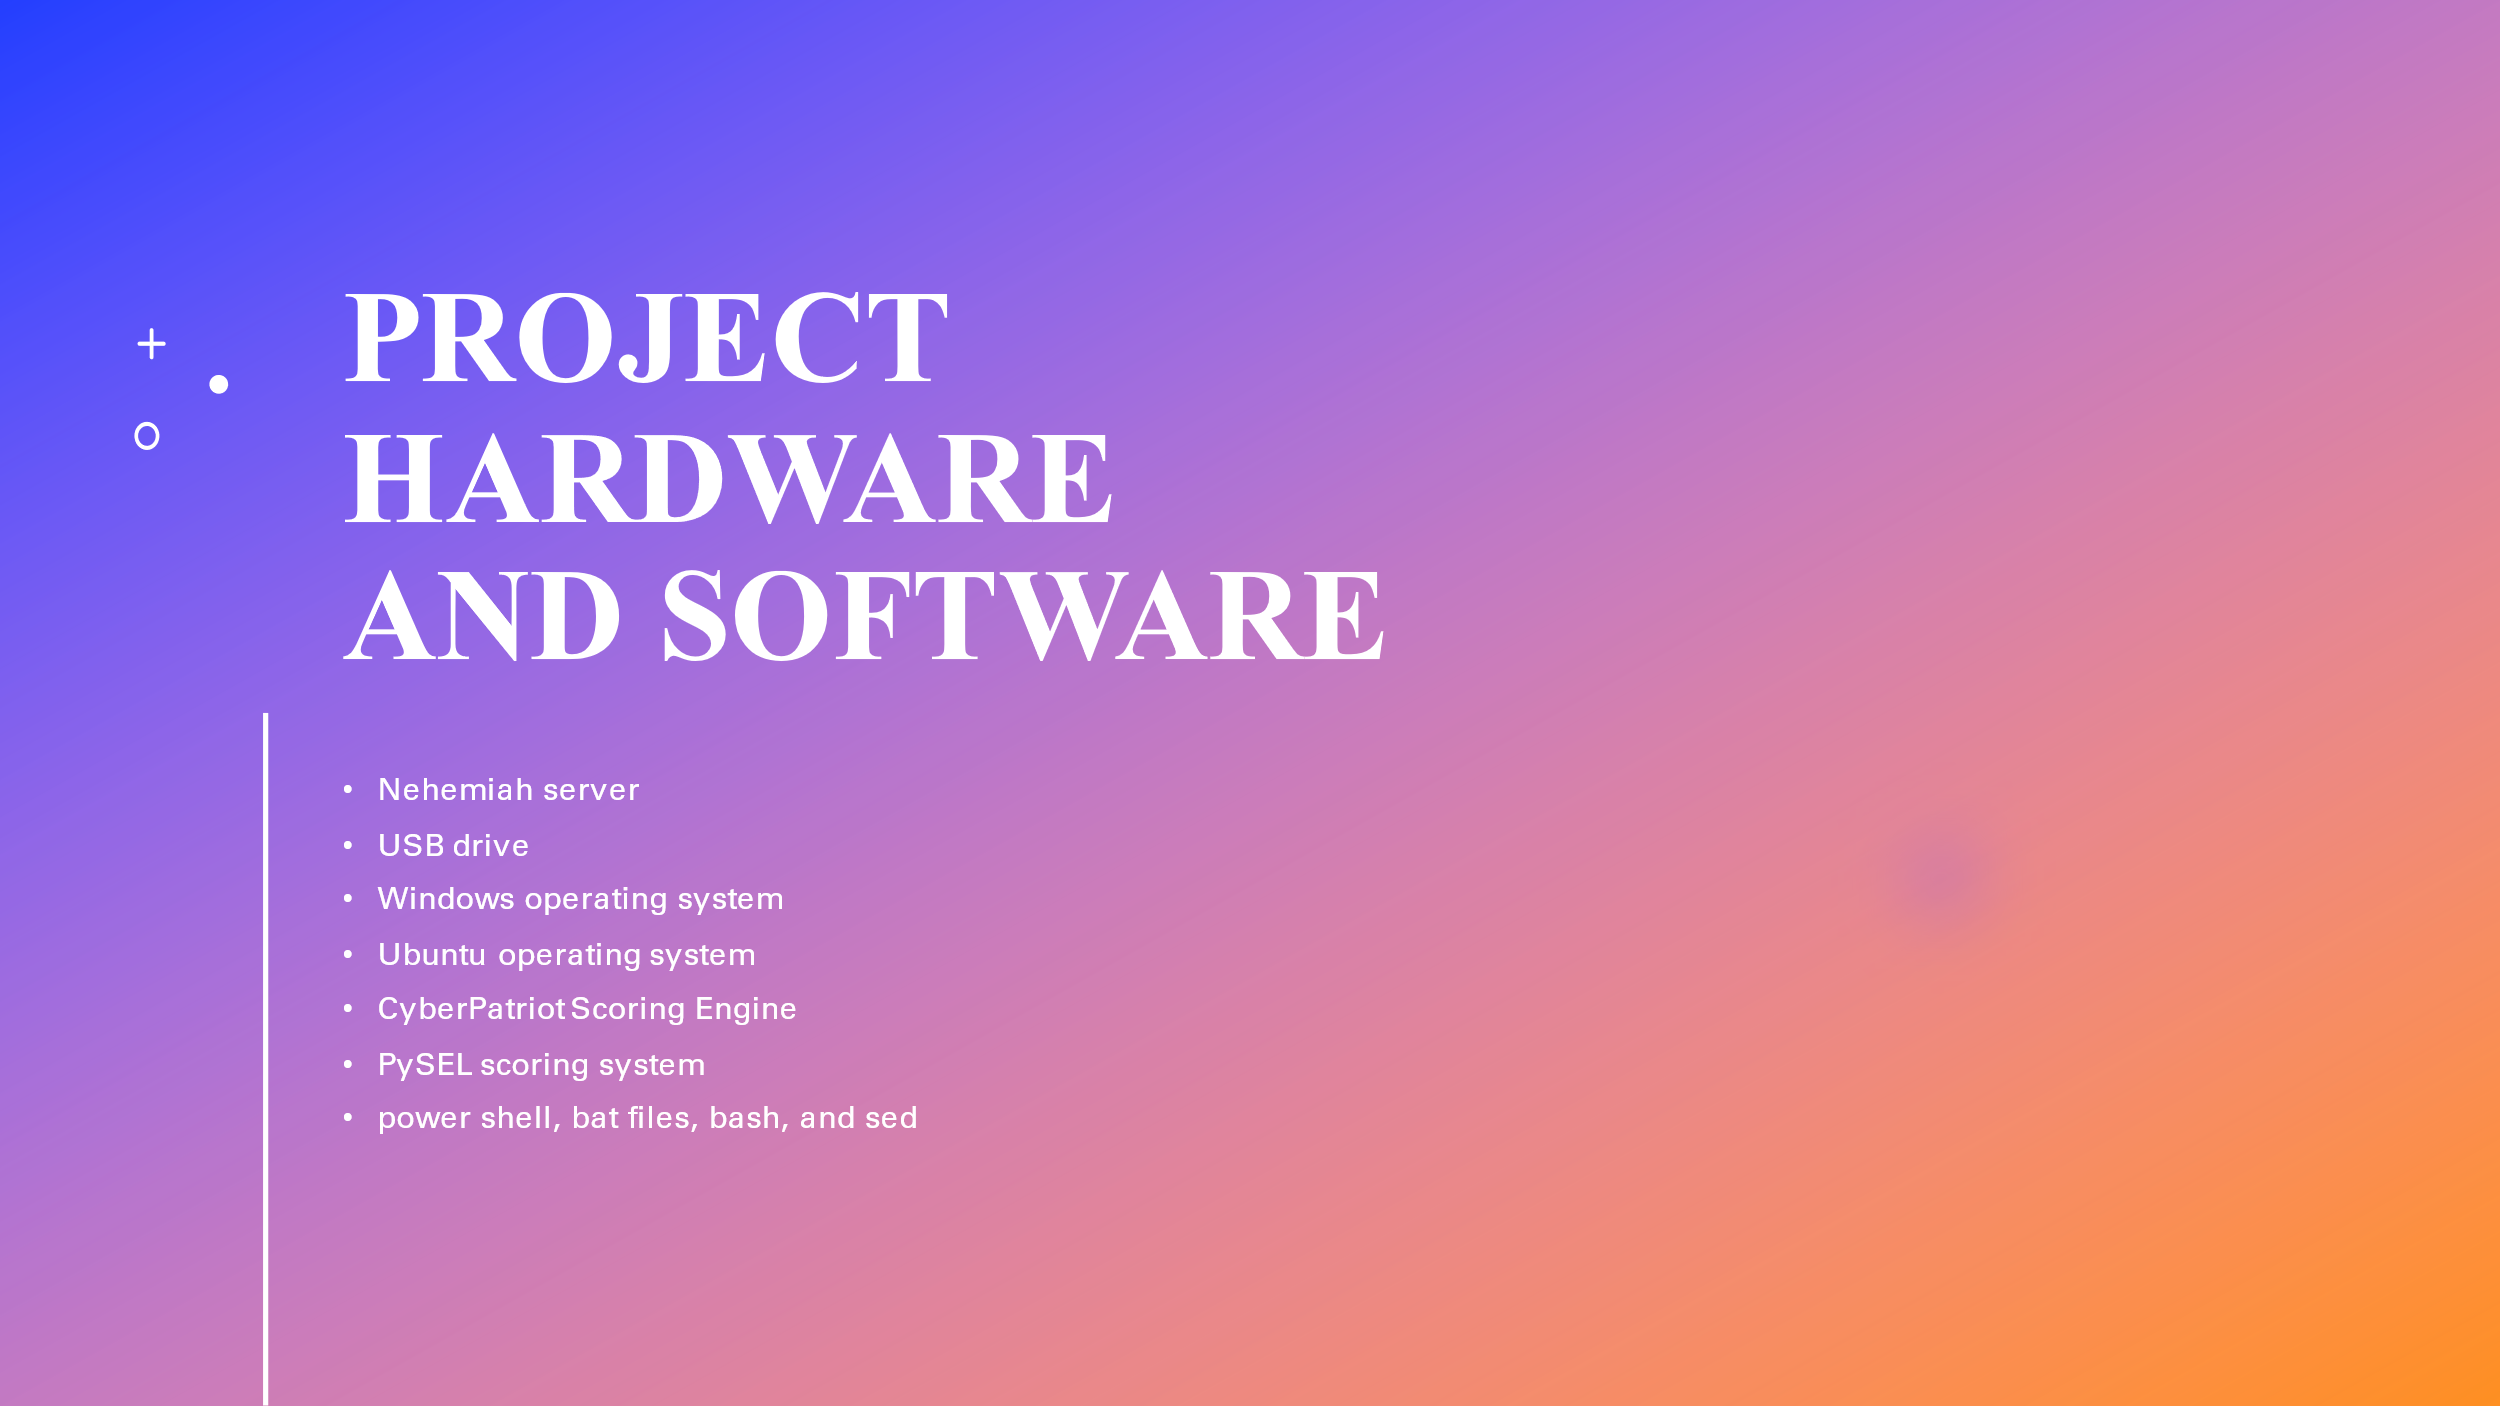 PROJECT
HARDWARE
AND SOFTWARE
• Nehemiah server
• USB drive
• Windows operating system
• Ubuntu operating system
• CyberPatriot Scoring Engine
• PySEL scoring system
• power shell, bat files, bash, and sed